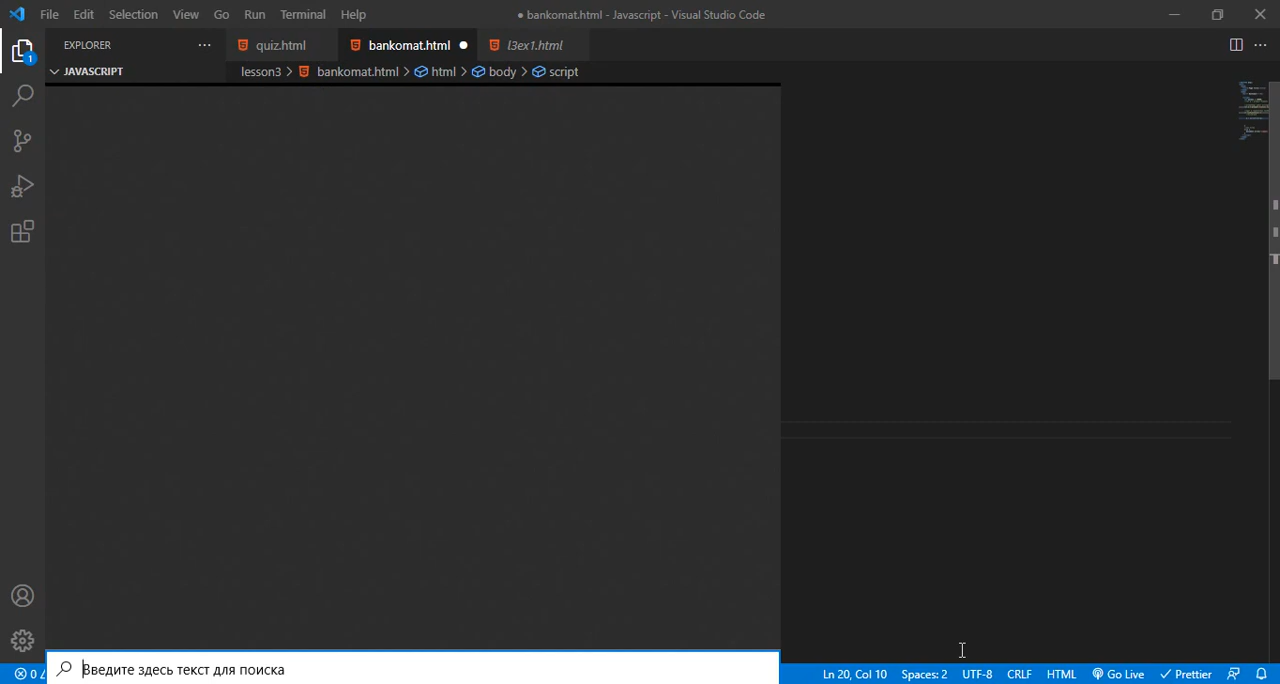 File Edit Selection View Go Run Terminal Help
● bankomat.html - Javascript - Visual Studio Code
EXPLORER
quiz.html
bankomat.html
l3ex1.html
JAVASCRIPT
lesson3 > bankomat.html > html > body > script
1
Введите здесь текст для поиска
0
Ln 20, Col 10
Spaces: 2
UTF-8
CRLF
HTML
Go Live
Prettier